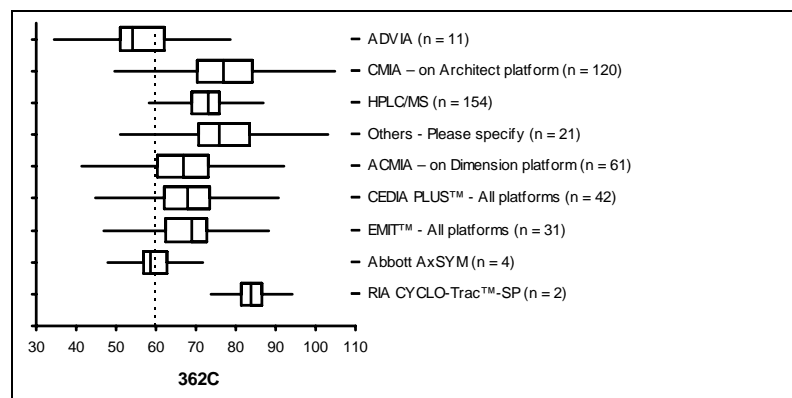 ADVIA (n = 11)
CMIA – on Architect platform (n = 120)
HPLC/MS (n = 154)
Others - Please specify (n = 21)
ACMIA – on Dimension platform (n = 61)
CEDIA PLUS™ - All platforms (n = 42)
EMIT™ - All platforms (n = 31)
Abbott AxSYM (n = 4)
RIA CYCLO-Trac™-SP (n = 2)
30 40 50 60 70 80 90 100 110
362C